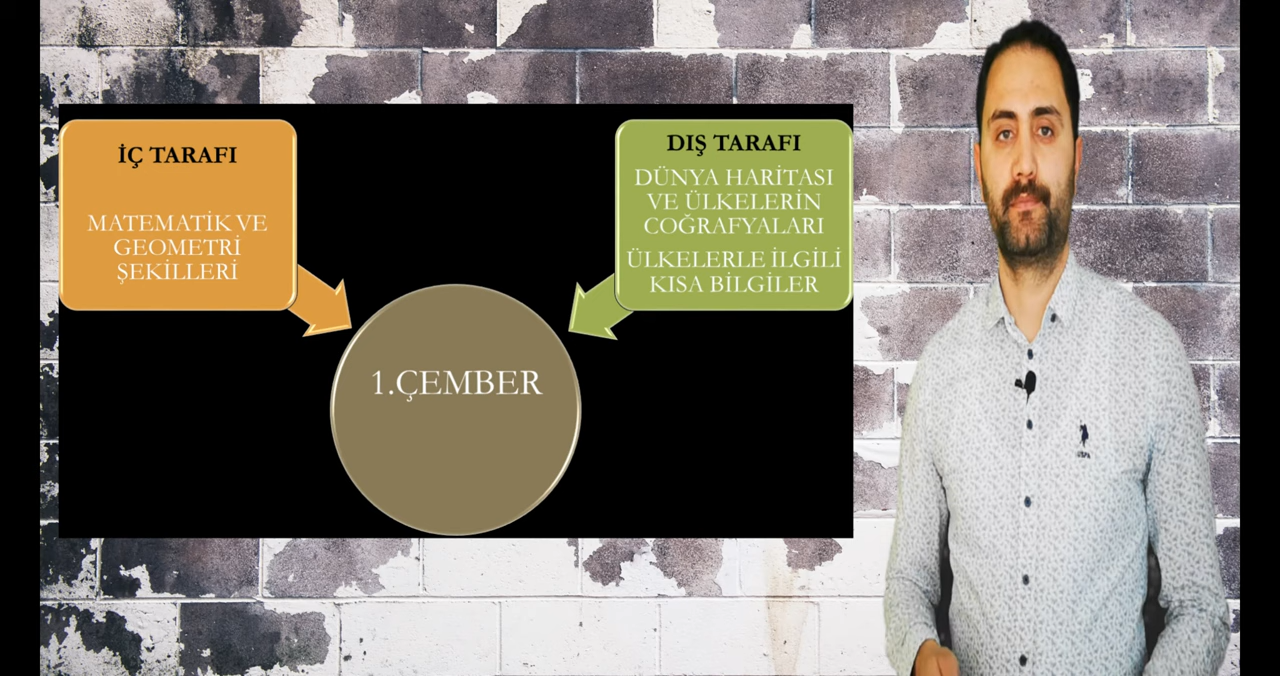 İÇ TARAFI
MATEMATİK VE
GEOMETRİ
ŞEKİLLERİ
DIŞ TARAFI
DÜNYA HARİTASI
VE ÜLKELERİN
COĞRAFYALARI
ÜLKELERLE İLGİLİ
KISA BİLGİLER
1.ÇEMBER